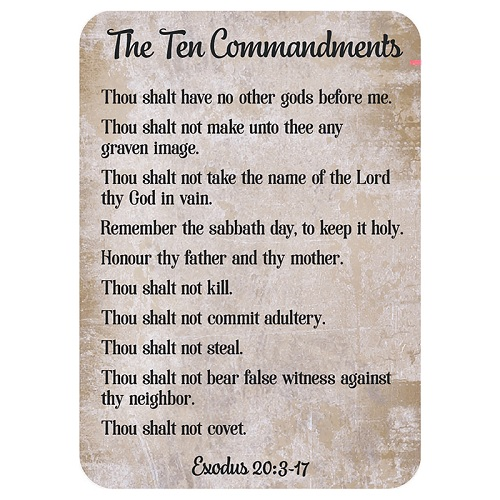 The Ten Commandments
Thou shalt have no other gods before me.
Thou shalt not make unto thee any
graven image.
Thou shalt not take the name of the Lord
thy God in vain.
Remember the sabbath day, to keep it holy.
Honour thy father and thy mother.
Thou shalt not kill.
Thou shalt not commit adultery.
Thou shalt not steal.
Thou shalt not bear false witness against
thy neighbor.
Thou shalt not covet.
Exodus 20:3-17